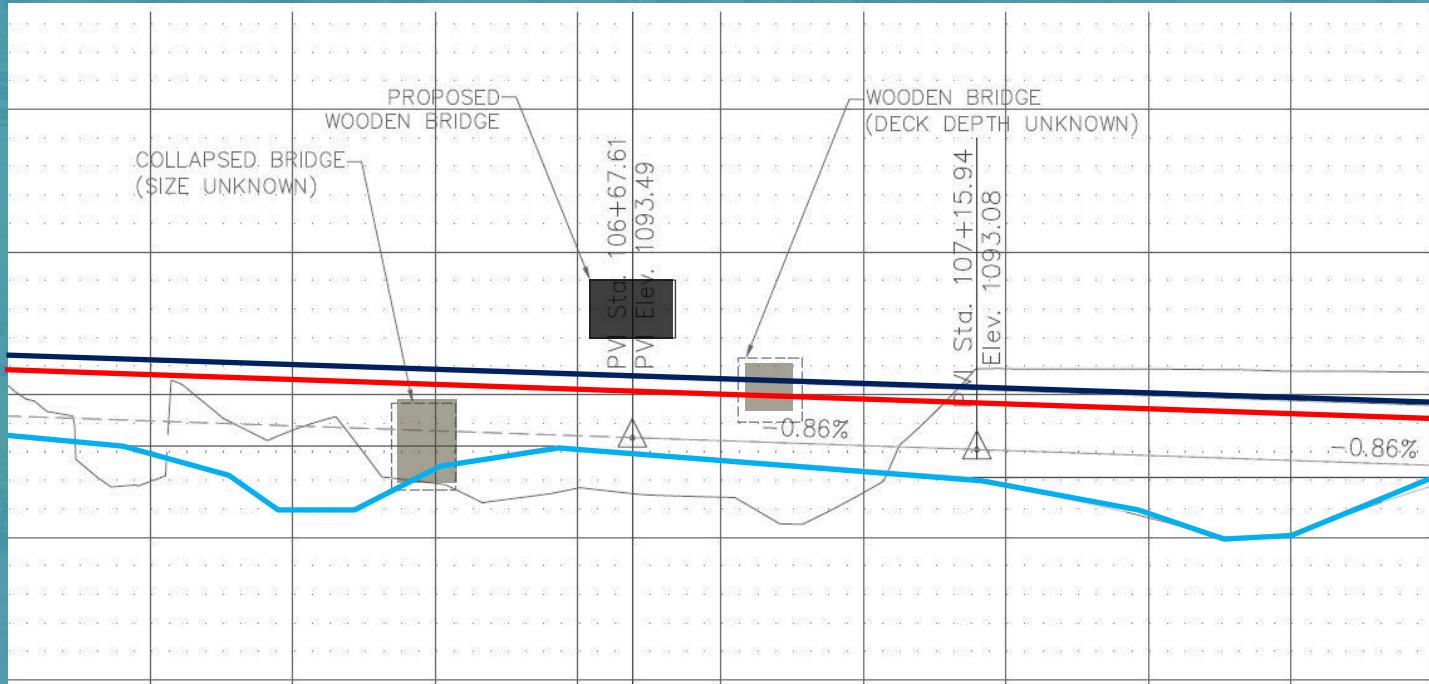 PROPOSED
WOODEN BRIDGE
WOODEN BRIDGE
(DECK DEPTH UNKNOWN)
COLLAPSED BRIDGE
(SIZE UNKNOWN)
PVI Sta. 106+67.61
PVI Elev. 1093.49
PVI Sta. 107+15.94
Elev. 1093.08
-0.86%
-0.86%